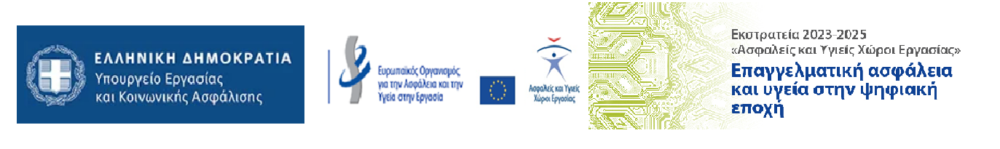 ΕΛΛΗΝΙΚΗ ΔΗΜΟΚΡΑΤΙΑ
Υπουργείο Εργασίας
και Κοινωνικής Ασφάλισης
Ευρωπαϊκός Οργανισμός
για την Ασφάλεια και την
Υγεία στην Εργασία
Ασφαλείς και Υγιείς
Χώροι Εργασίας
Εκστρατεία 2023-2025
«Ασφαλείς και Υγιείς Χώροι Εργασίας»
Επαγγελματική ασφάλεια
και υγεία στην ψηφιακή
εποχή